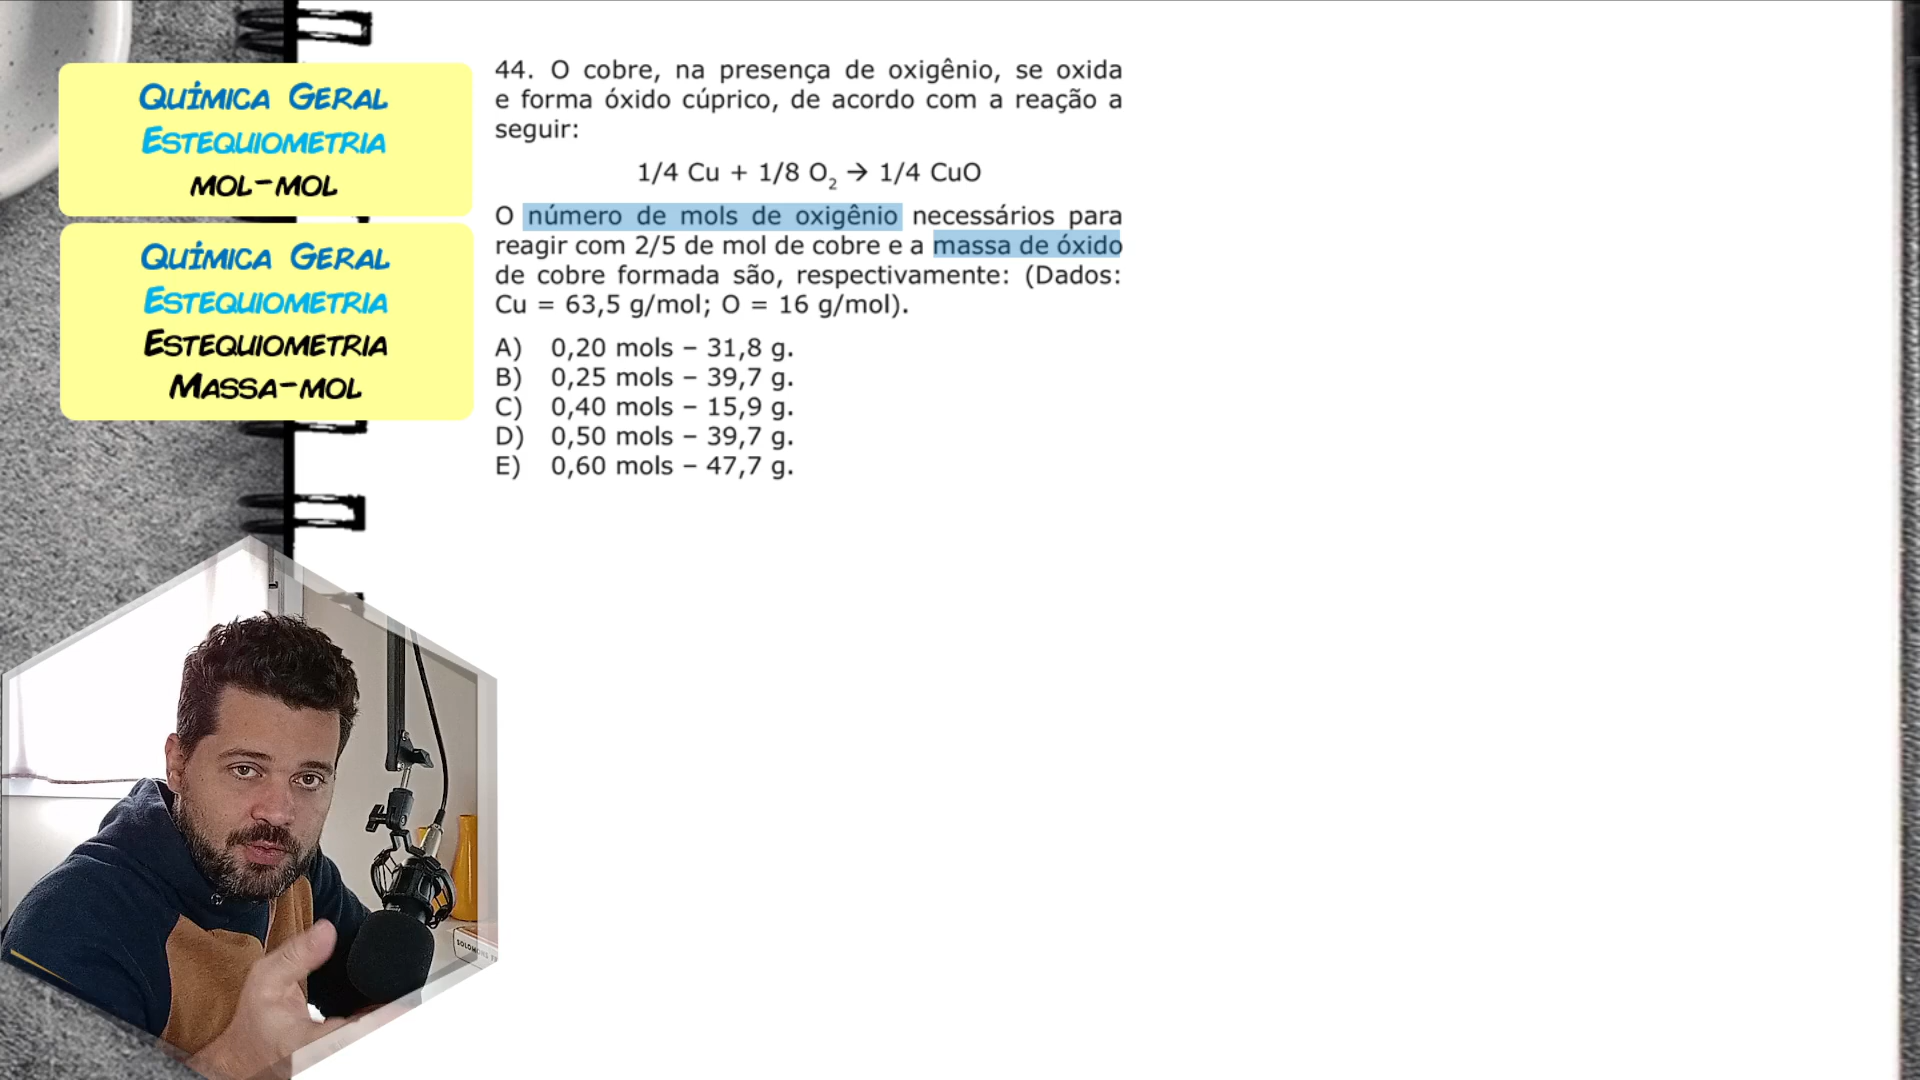 QUÍMICA GERAL
ESTEQUIOMETRIA
MOL-MOL
QUÍMICA GERAL
ESTEQUIOMETRIA
ESTEQUIOMETRIA
MASSA-MOL
44. O cobre, na presença de oxigênio, se oxida
e forma óxido cúprico, de acordo com a reação a
seguir:
1/4 Cu + 1/8 O₂ → 1/4 CuO
O número de mols de oxigênio necessários para
reagir com 2/5 de mol de cobre e a massa de óxido
de cobre formada são, respectivamente: (Dados:
Cu = 63,5 g/mol; O = 16 g/mol).
A) 0,20 mols – 31,8 g.
B) 0,25 mols – 39,7 g.
C) 0,40 mols – 15,9 g.
D) 0,50 mols – 39,7 g.
E) 0,60 mols – 47,7 g.